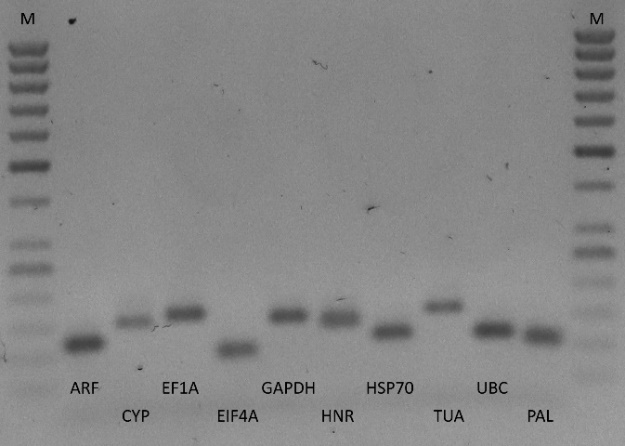 M M
ARF EF1A GAPDH HSP70 UBC
CYP EIF4A HNR TUA PAL